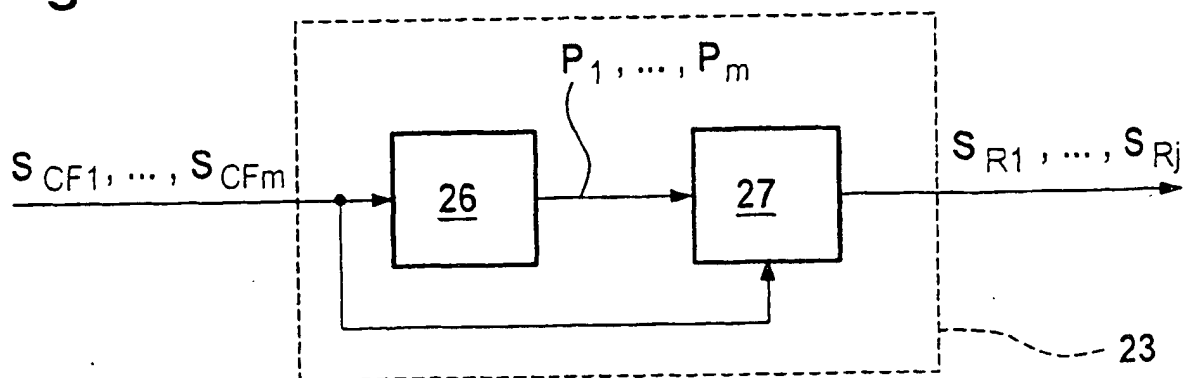 P1 , ... , Pm
SCF1 , ... , SCFm
26
27
SR1 , ... , SRj
23